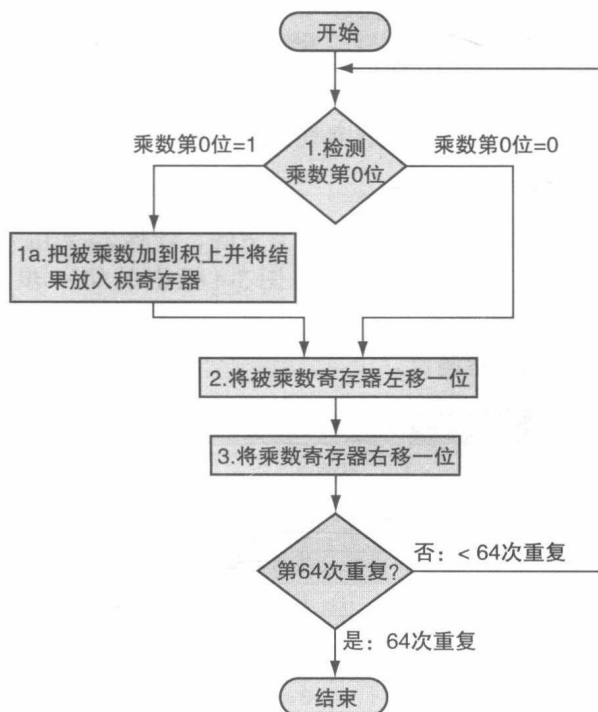 开始
1.检测
乘数第0位
乘数第0位=1
乘数第0位=0
1a.把被乘数加到积上并将结
果放入积寄存器
2.将被乘数寄存器左移一位
3.将乘数寄存器右移一位
第64次重复?
否：< 64次重复
是：64次重复
结束